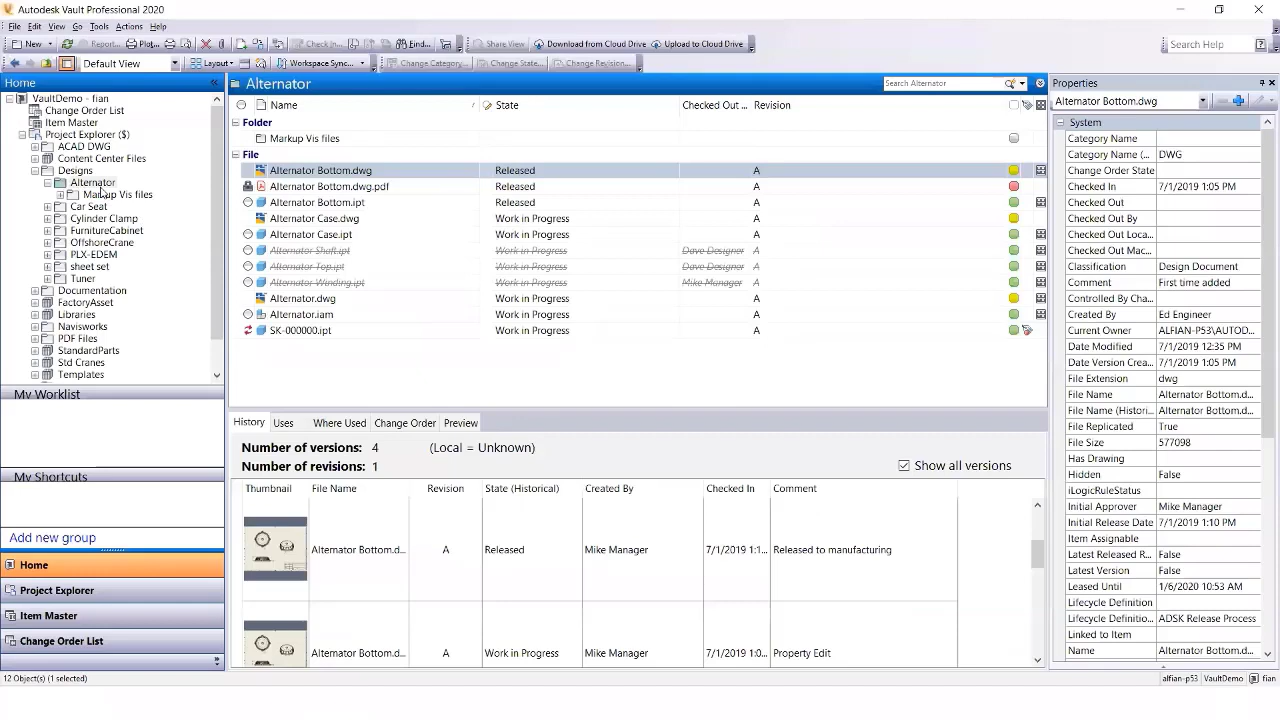 Autodesk Vault Professional 2020
File Edit View Go Tools Actions Help
New Report... Plot... Check In... Find... Share View Download from Cloud Drive Upload to Cloud Drive Search Help
Default View Layout Workspace Sync... Change Category... Change State... Change Revision...
Home
VaultDemo - fian
Change Order List
Item Master
Project Explorer ($)
ACAD DWG
Content Center Files
Designs
Alternator
Markup Vis files
Car Seat
Cylinder Clamp
FurnitureCabinet
OffshoreCrane
PLX-EDEM
sheet set
Tuner
Documentation
FactoryAsset
Libraries
Navisworks
PDF Files
StandardParts
Std Cranes
Templates
My Worklist
My Shortcuts
Add new group
Home
Project Explorer
Item Master
Change Order List
Alternator Search Alternator
Name State Checked Out ... Revision
Folder
Markup Vis files
File
Alternator Bottom.dwg Released A
Alternator Bottom.dwg.pdf Released A
Alternator Bottom.ipt Released A
Alternator Case.dwg Work in Progress A
Alternator Case.ipt Work in Progress A
Alternator Shaft.ipt Work in Progress Dave Designer A
Alternator Top.ipt Work in Progress Dave Designer A
Alternator Winding.ipt Work in Progress Mike Manager A
Alternator.dwg Work in Progress A
Alternator.iam Work in Progress A
SK-000000.ipt Work in Progress A
History Uses Where Used Change Order Preview
Number of versions: 4 (Local = Unknown)
Number of revisions: 1 Show all versions
Thumbnail File Name Revision State (Historical) Created By Checked In Comment
Alternator Bottom.d... A Released Mike Manager 7/1/2019 1:1... Released to manufacturing
Alternator Bottom.d... A Work in Progress Mike Manager 7/1/2019 1:0... Property Edit
Properties
Alternator Bottom.dwg
System
Category Name
Category Name (... DWG
Change Order State
Checked In 7/1/2019 1:05 PM
Checked Out
Checked Out By
Checked Out Loca...
Checked Out Mac...
Classification Design Document
Comment First time added
Controlled By Cha...
Created By Ed Engineer
Current Owner ALFIAN-P53\AUTOD...
Date Modified 7/1/2019 12:35 PM
Date Version Crea... 7/1/2019 1:05 PM
File Extension dwg
File Name Alternator Bottom.d...
File Name (Histori... Alternator Bottom.d...
File Replicated True
File Size 577098
Has Drawing
Hidden False
iLogicRuleStatus
Initial Approver Mike Manager
Initial Release Date 7/1/2019 1:10 PM
Item Assignable
Latest Released R... False
Latest Version False
Leased Until 1/6/2020 10:53 AM
Lifecycle Definition
Lifecycle Definitio... ADSK Release Process
Linked to Item
Name Alternator Bottom.d...
12 Object(s) (1 selected) alfian-p53 VaultDemo fian